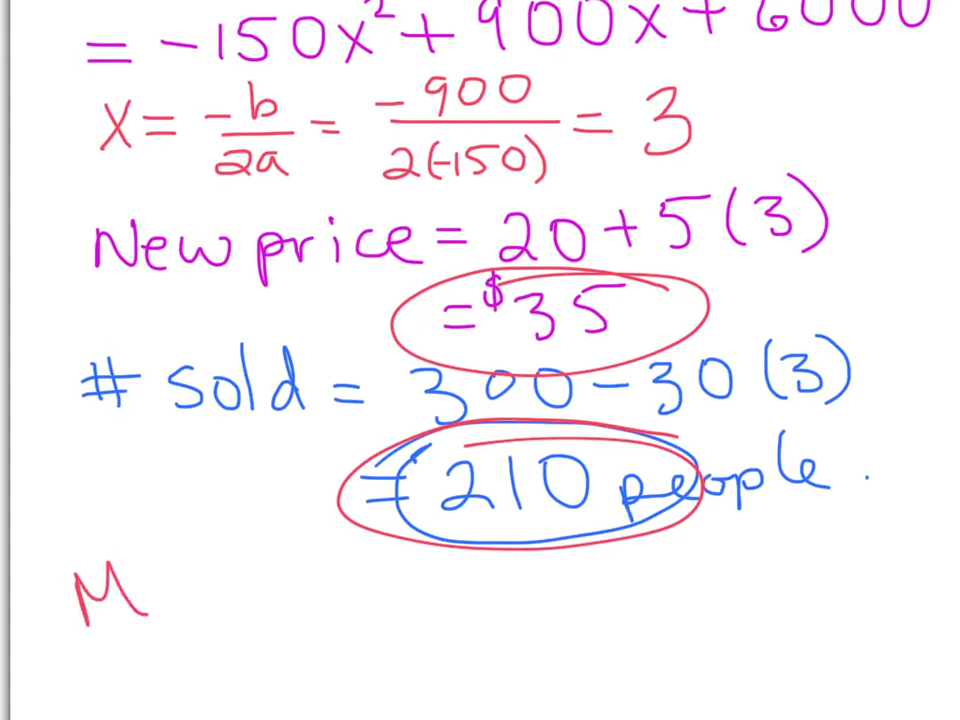 = -150x² + 900x + 6000
x = -b/2a = -900/2(-150) = 3
New price = 20 + 5(3)
= $35
# sold = 300 - 30(3)
= 210 people.
M